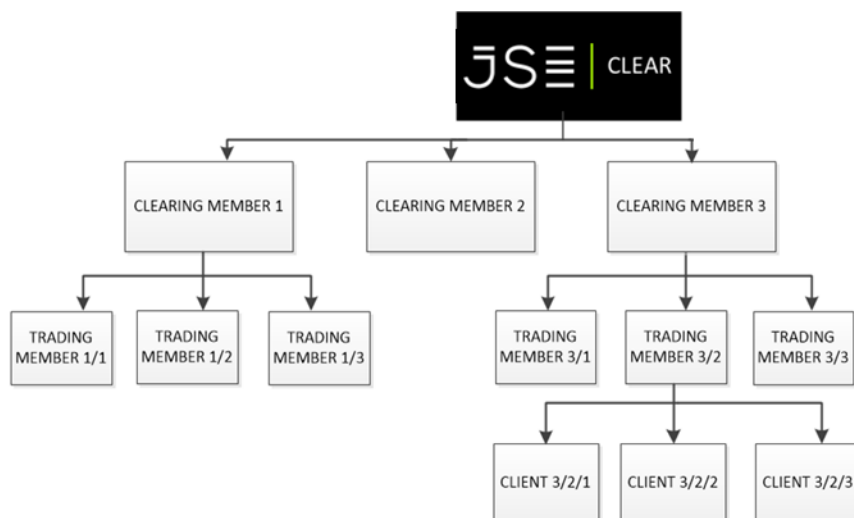 JSE | CLEAR
CLEARING MEMBER 1
CLEARING MEMBER 2
CLEARING MEMBER 3
TRADING
MEMBER 1/1
TRADING
MEMBER 1/2
TRADING
MEMBER 1/3
TRADING
MEMBER 3/1
TRADING
MEMBER 3/2
TRADING
MEMBER 3/3
CLIENT 3/2/1
CLIENT 3/2/2
CLIENT 3/2/3